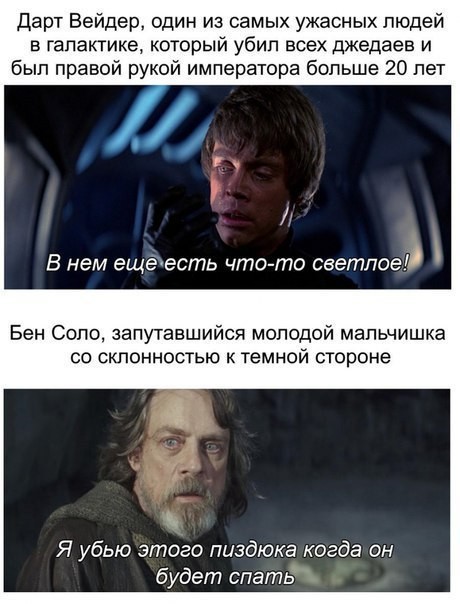 Дарт Вейдер, один из самых ужасных людей
в галактике, который убил всех джедаев и
был правой рукой императора больше 20 лет
В нем еще есть что-то светлое!
Бен Соло, запутавшийся молодой мальчишка
со склонностью к темной стороне
Я убью этого пиздюка когда он
будет спать